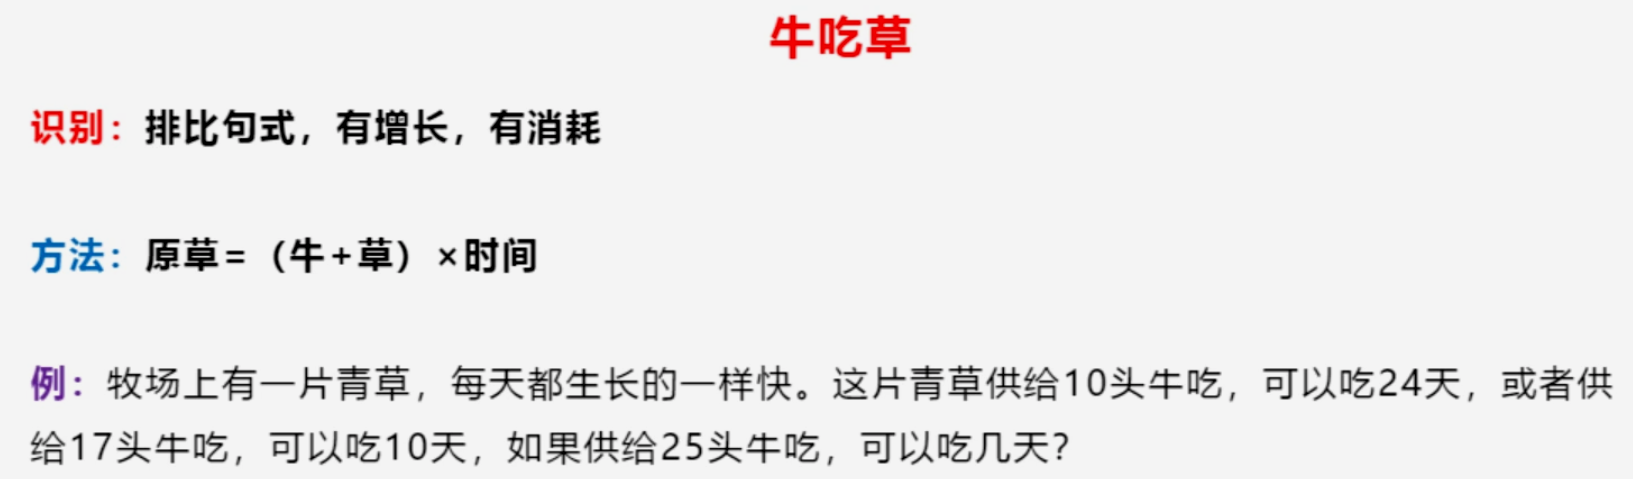 牛吃草
识别：排比句式，有增长，有消耗
方法：原草=（牛+草）×时间
例：牧场上有一片青草，每天都生长的一样快。这片青草供给10头牛吃，可以吃24天，或者供
给17头牛吃，可以吃10天，如果供给25头牛吃，可以吃几天？